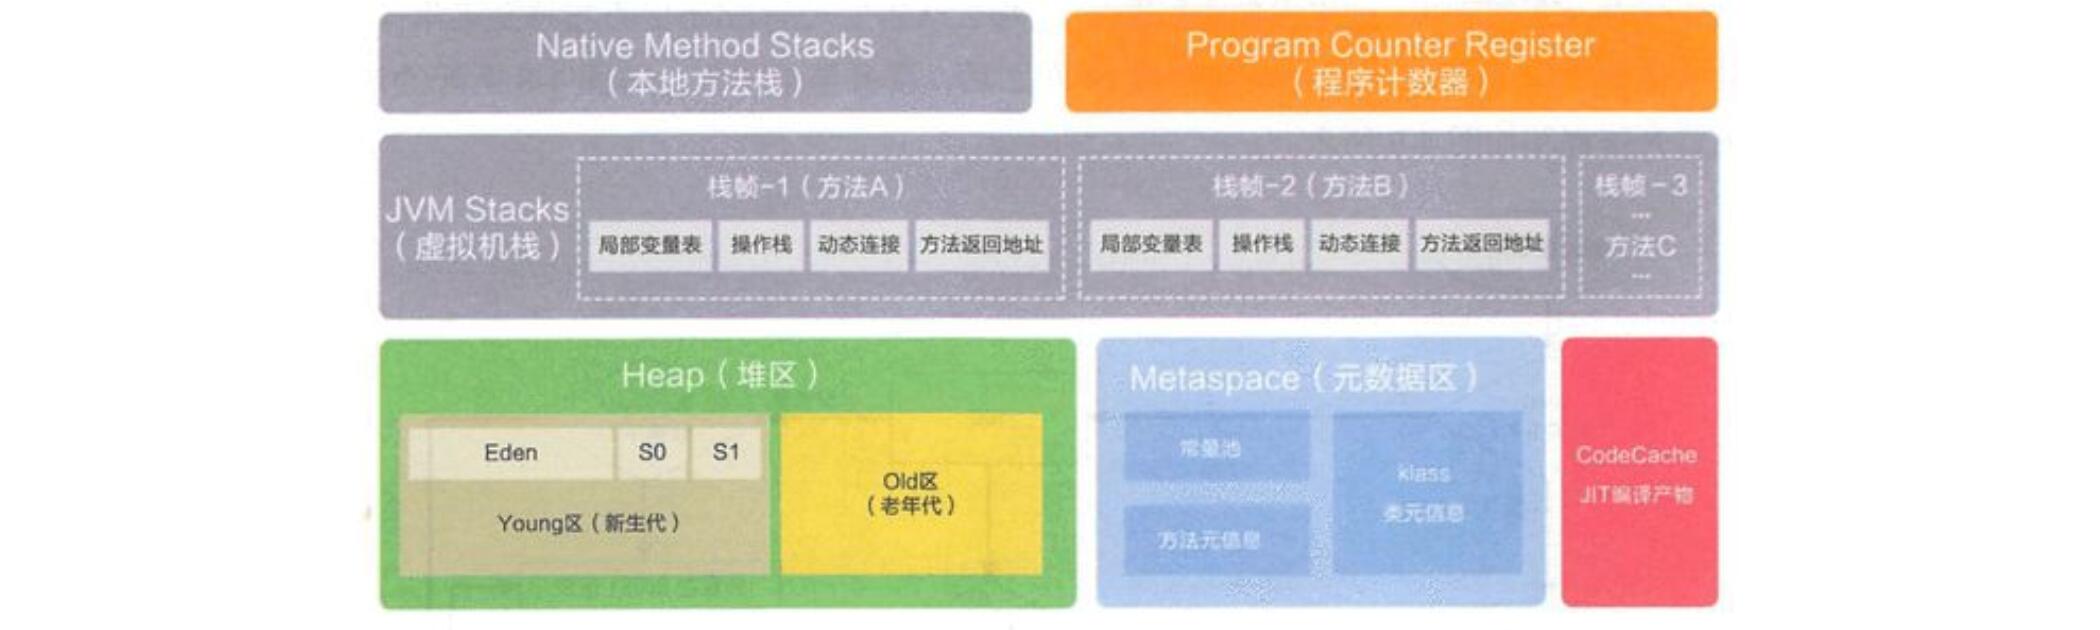 Native Method Stacks
（本地方法栈）
Program Counter Register
（程序计数器）
JVM Stacks
（虚拟机栈）
栈帧-1（方法A）
局部变量表
操作栈
动态连接
方法返回地址
栈帧-2（方法B）
局部变量表
操作栈
动态连接
方法返回地址
栈帧-3
...
方法C
...
Heap（堆区）
Eden
S0
S1
Young区（新生代）
Old区
（老年代）
Metaspace（元数据区）
常量池
方法元信息
klass
类元信息
CodeCache
JIT编译产物